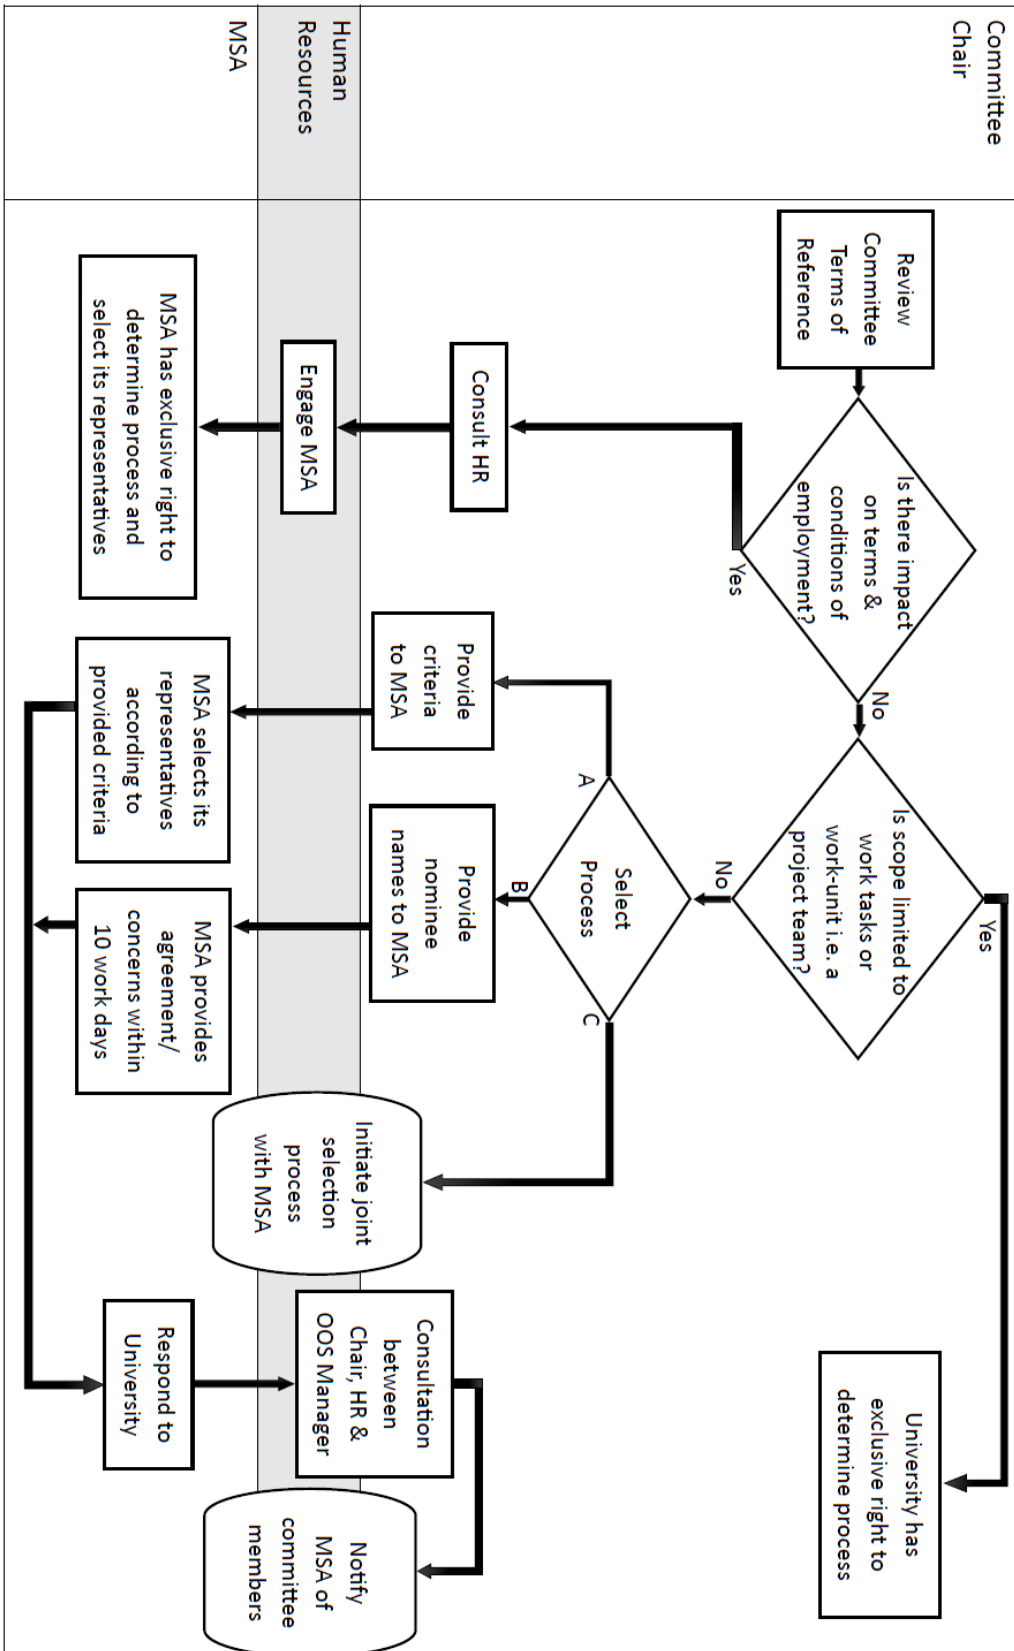 Committee
Chair
Review
Committee
Terms of
Reference
Is there impact
on terms &
conditions of
employment?
Yes
No
Is scope limited to
work tasks or
work-unit i.e. a
project team?
Yes
No
University has
exclusive right to
determine process
Consult HR
Select
Process
A
B
C
Provide
criteria
to MSA
Provide
nominee
names to MSA
Human
Resources
Engage MSA
Initiate joint
selection
process
with MSA
Consultation
between
Chair, HR &
OOS Manager
Notify
MSA of
committee
members
MSA
MSA has exclusive right to
determine process and
select its representatives
MSA selects its
representatives
according to
provided criteria
MSA provides
agreement/
concerns within
10 work days
Respond to
University